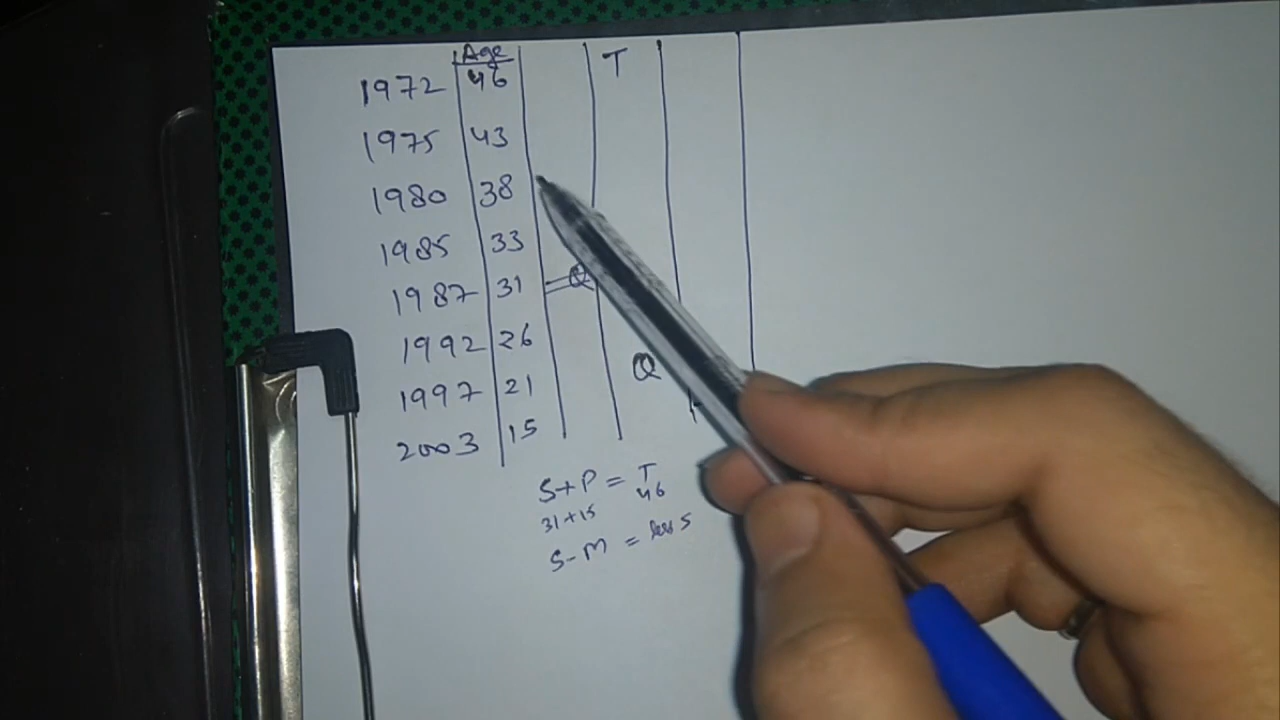 Age
1972 46 T
1975 43
1980 38
1985 33
1987 31 = Q
1992 26
1997 21 Q
2003 15
S+P = T
31+15 46
S-M = less 5